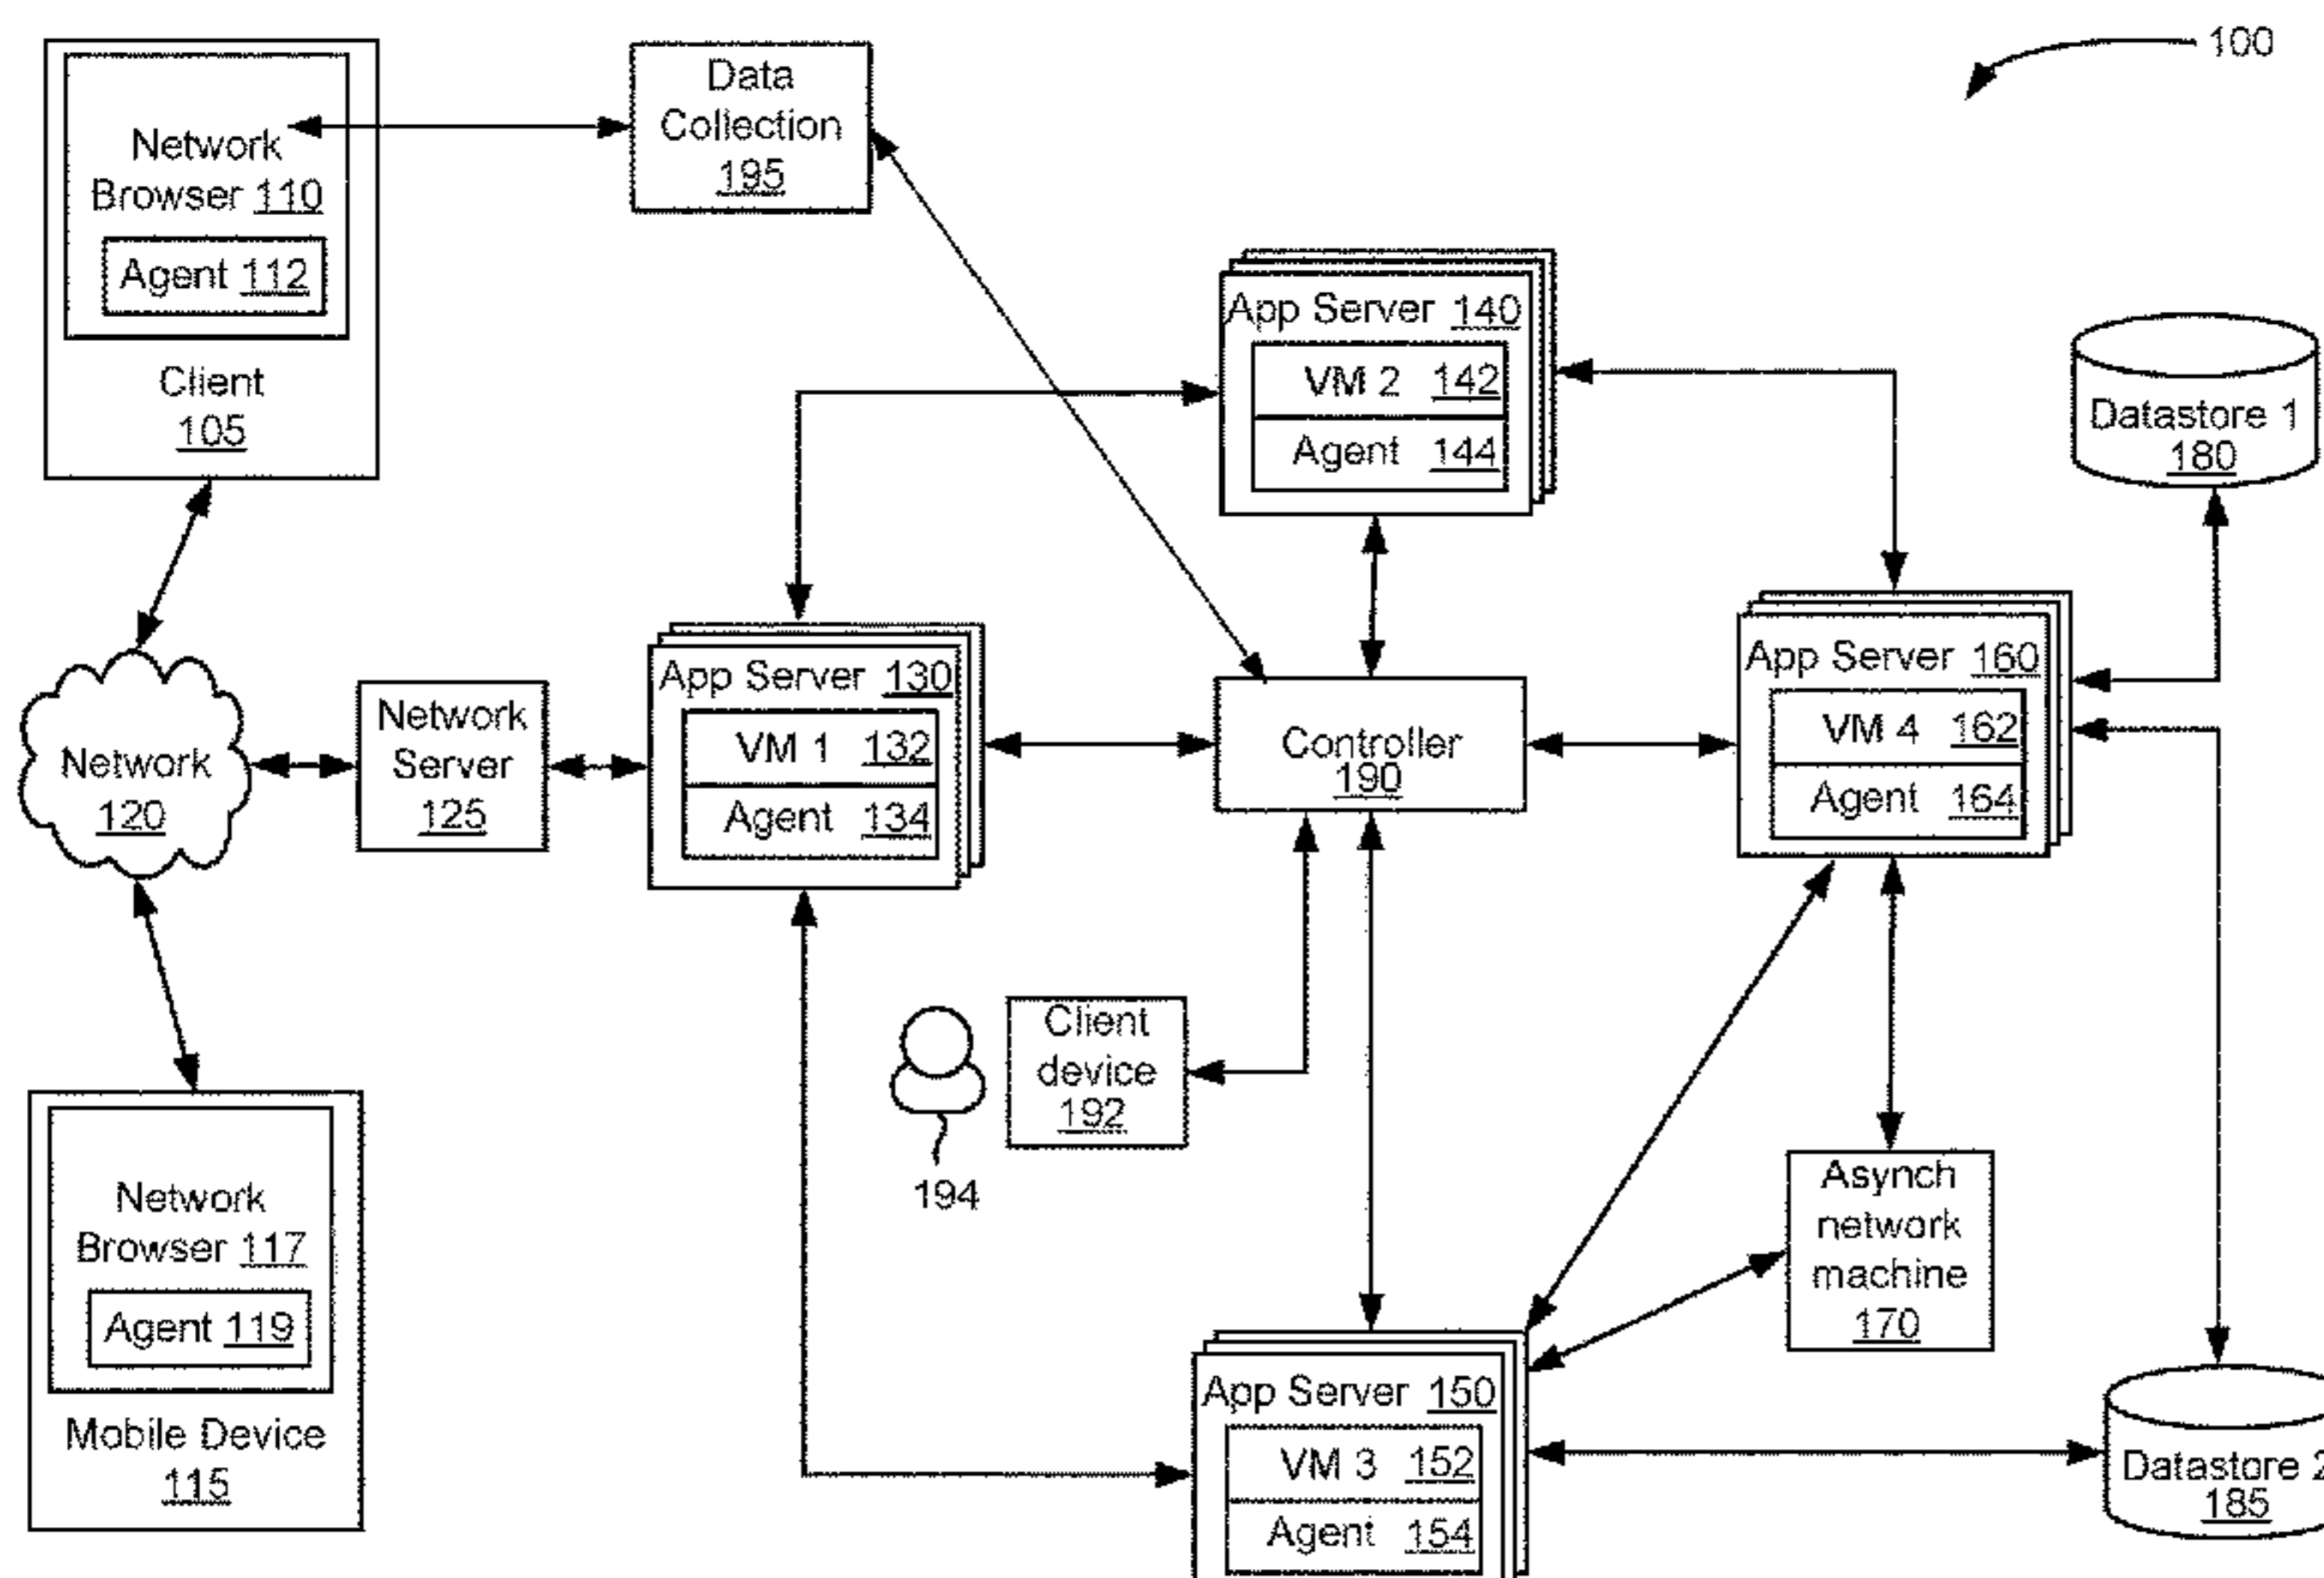 100
Network
Browser 110
Agent 112
Client
105
Data
Collection
195
App Server 140
VM 2 142
Agent 144
Datastore 1
180
Network
120
Network
Server
125
App Server 130
VM 1 132
Agent 134
Controller
190
App Server 160
VM 4 162
Agent 164
194
Client
device
192
Network
Browser 117
Agent 119
Mobile Device
115
Asynch
network
machine
170
App Server 150
VM 3 152
Agent 154
Datastore 2
185